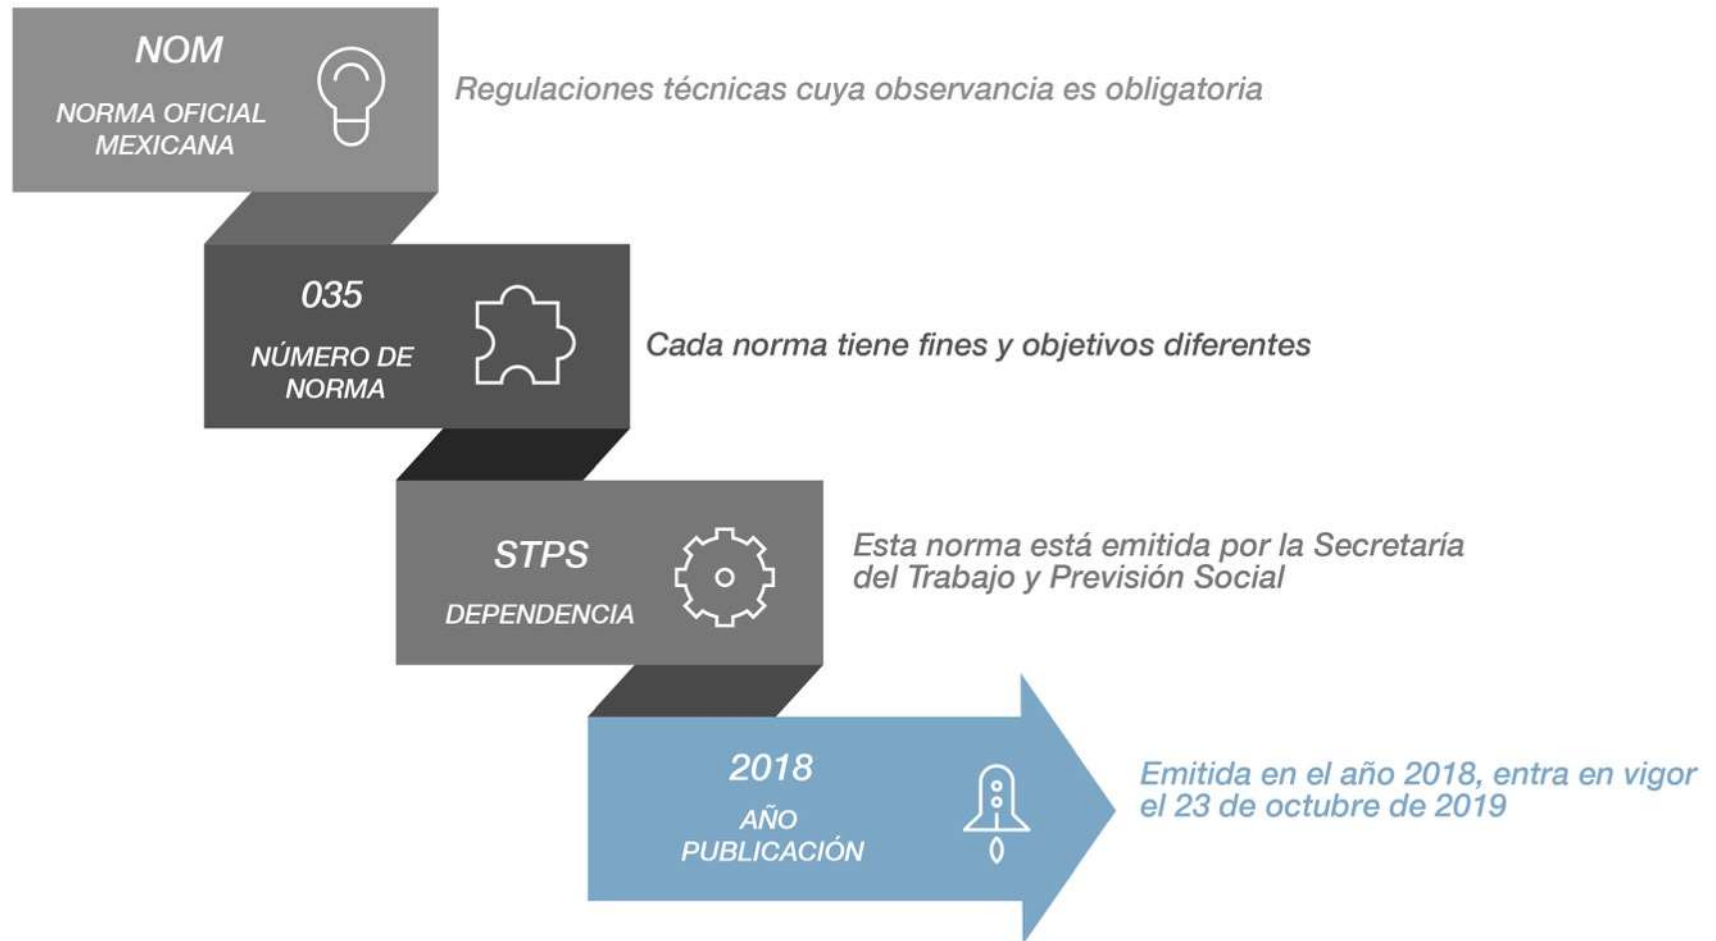 NOM
NORMA OFICIAL
MEXICANA
Regulaciones técnicas cuya observancia es obligatoria
035
NÚMERO DE
NORMA
Cada norma tiene fines y objetivos diferentes
STPS
DEPENDENCIA
Esta norma está emitida por la Secretaría
del Trabajo y Previsión Social
2018
AÑO
PUBLICACIÓN
Emitida en el año 2018, entra en vigor
el 23 de octubre de 2019